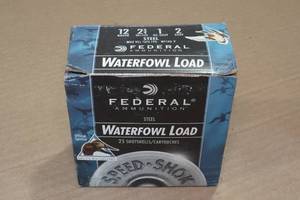 12 2¾ 1 2
STEEL
FEDERAL
AMMUNITION
WATERFOWL LOAD
FEDERAL
AMMUNITION
STEEL
WATERFOWL LOAD
25 SHOTSHELLS/CARTOUCHES
SPEED-SHOK